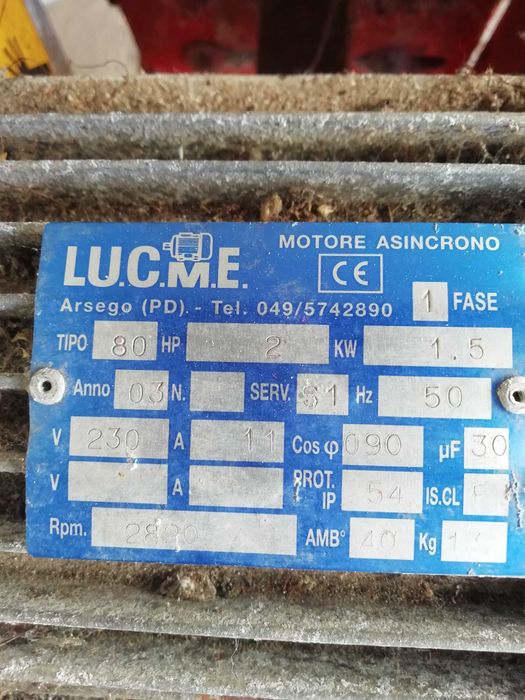 LU.C.M.E.
MOTORE ASINCRONO
CE
Arsego (PD) - Tel. 049/5742890 1 FASE
TIPO 80 HP 2 KW 1.5
Anno 03 N. SERV. S1 Hz 50
V 230 A 11 Cos φ 090 µF 30
V A PROT. IP 54 IS.CL F
Rpm. AMB° 40 Kg